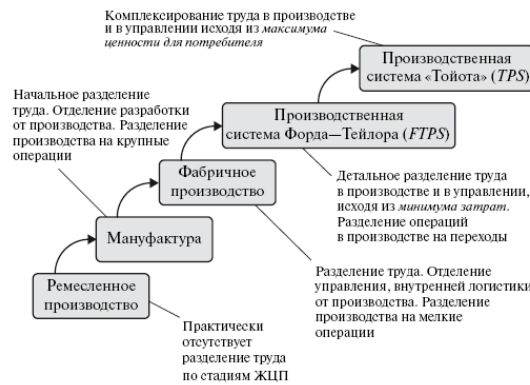 Комплексирование труда в производстве
и в управлении исходя из максимума
ценности для потребителя
Производственная
система «Тойота» (TPS)
Начальное разделение
труда. Отделение разработки
от производства. Разделение
производства на крупные
операции
Производственная
система Форда—Тейлора (FTPS)
Фабричное
производство
Детальное разделение труда
в производстве и в управлении,
исходя из минимума затрат.
Разделение операций
в производстве на переходы
Мануфактура
Ремесленное
производство
Разделение труда. Отделение
управления, внутренней логистики
от производства. Разделение
производства на мелкие
операции
Практически
отсутствует
разделение труда
по стадиям ЖЦП